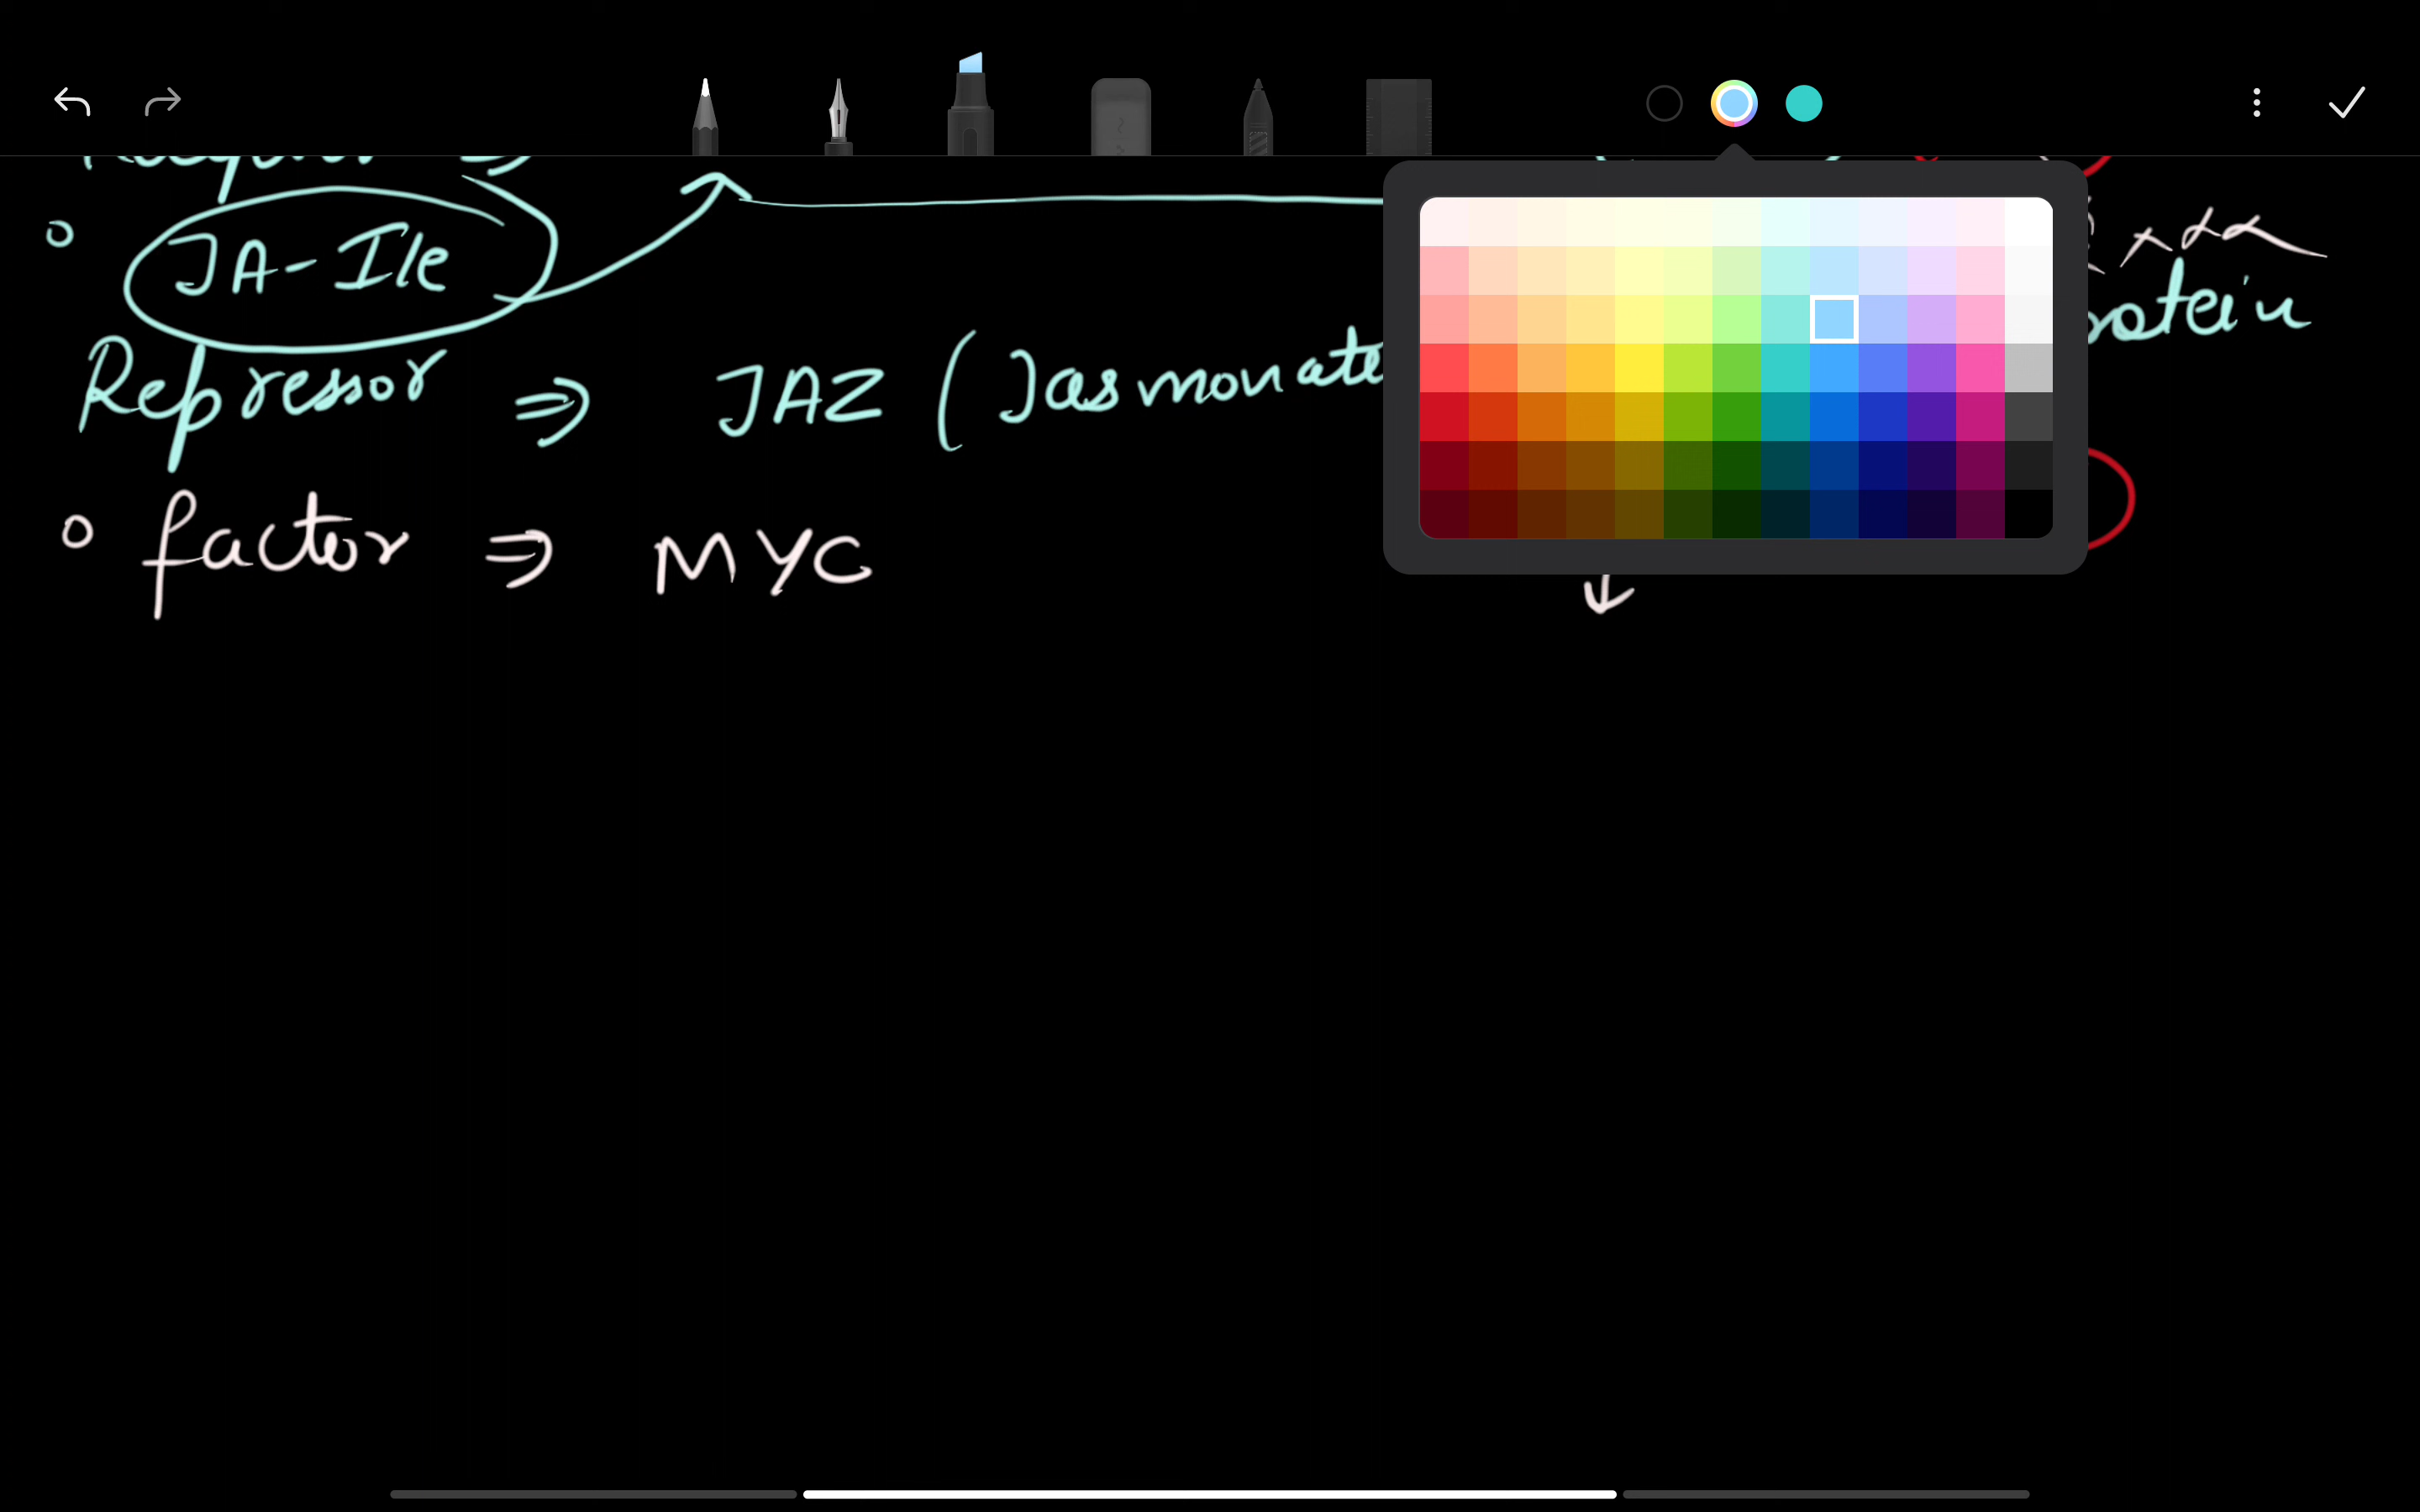 JA-Ile
Repressor ⇒ JAZ (Jasmonate
o factor ⇒ MYC